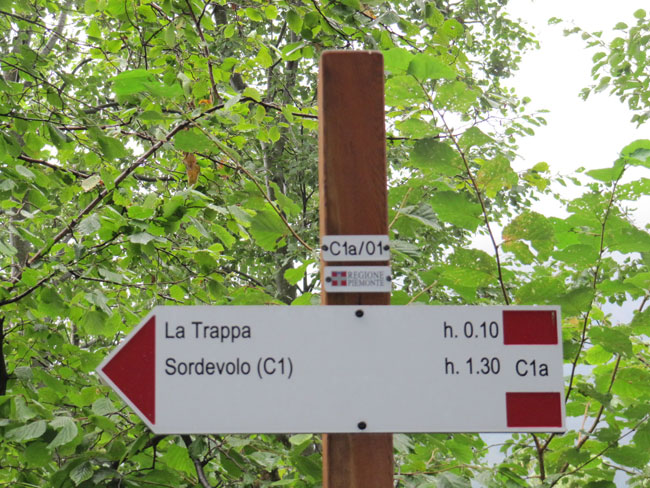 C1a/01
REGIONE
PIEMONTE
La Trappa h. 0.10
Sordevolo (C1) h. 1.30 C1a